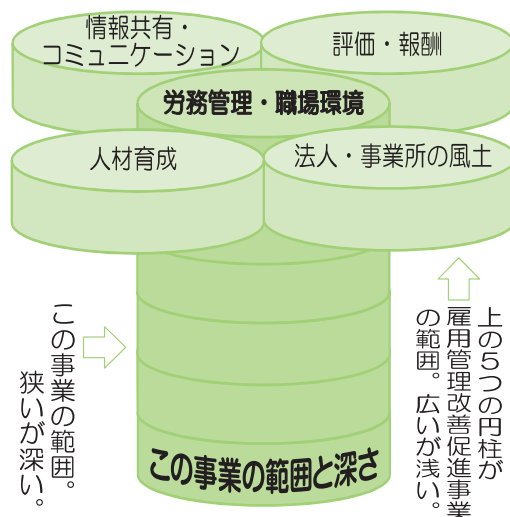 情報共有・
コミュニケーション
評価・報酬
労務管理・職場環境
人材育成
法人・事業所の風土
この事業の範囲。
狭いが深い。
上の5つの円柱が
雇用管理改善促進事業
の範囲。広いが浅い。
この事業の範囲と深さ